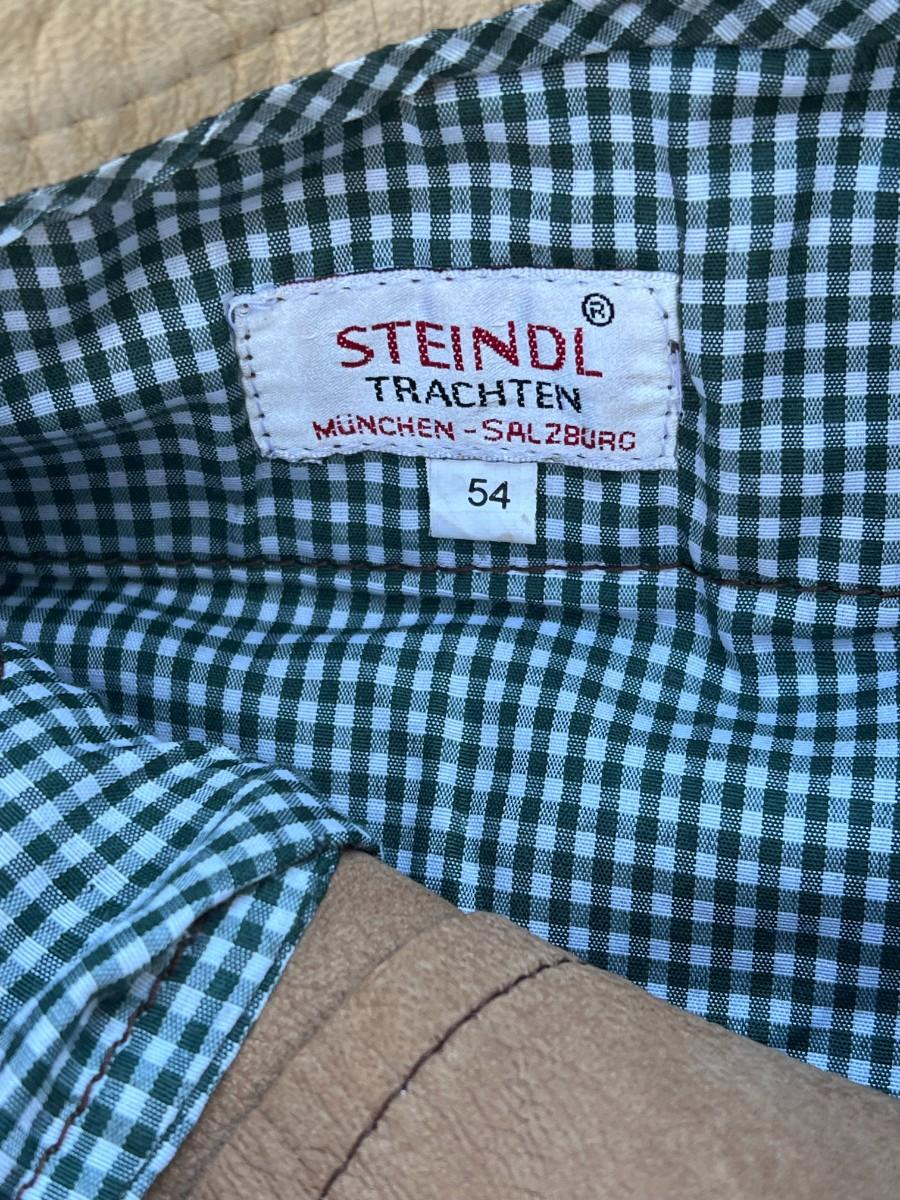 STEINDL®
TRACHTEN
MÜNCHEN - SALZBURG
54